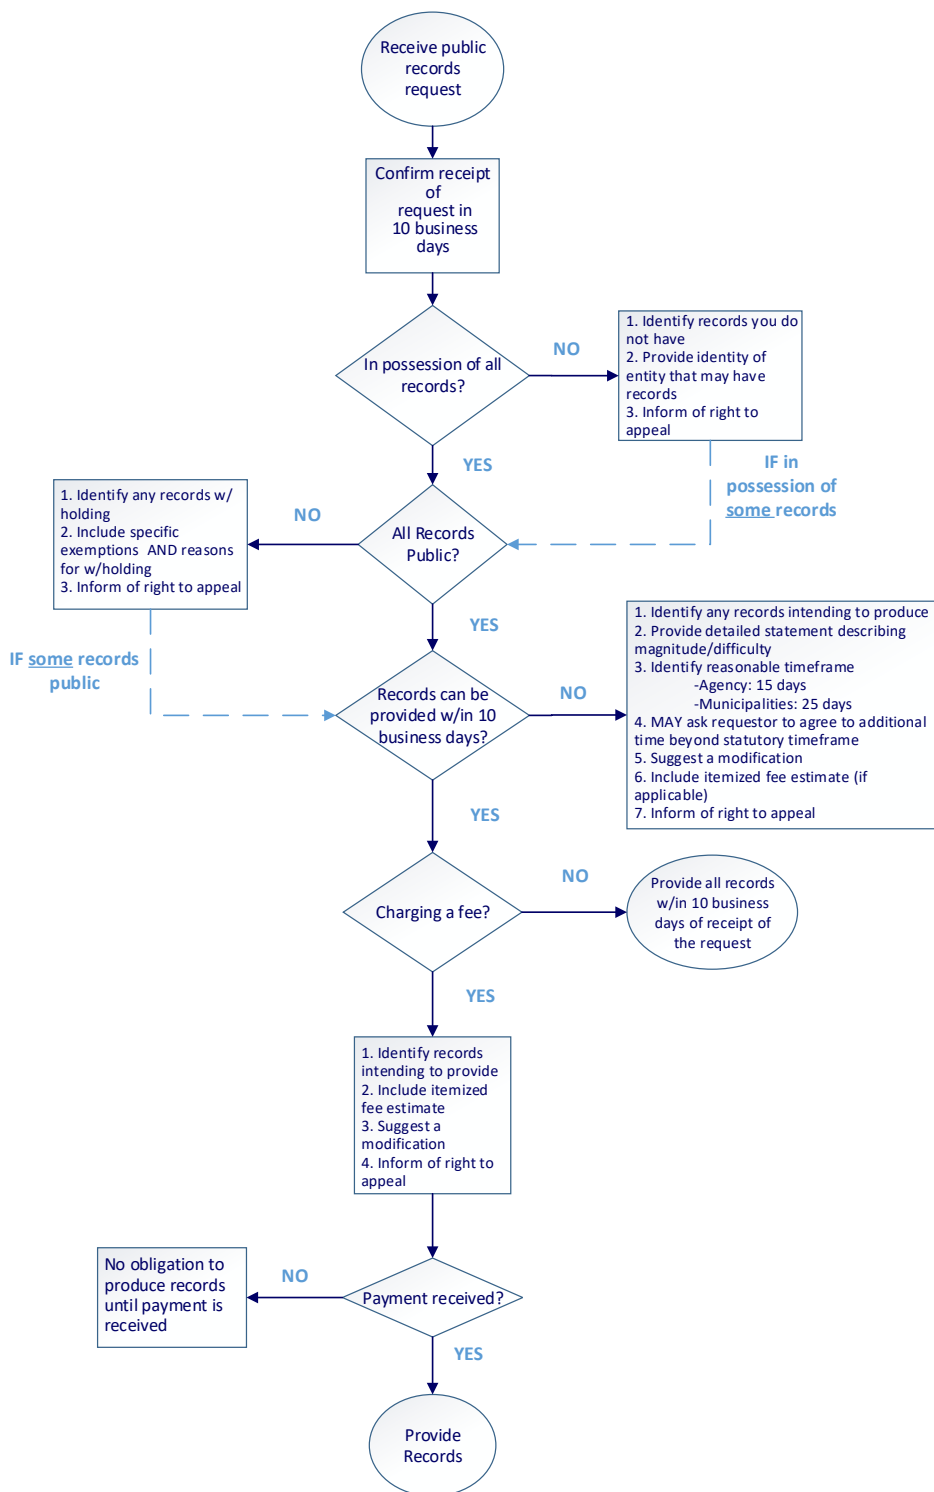 Receive public
records
request
Confirm receipt
of
request in
10 business
days
In possession of all
records?
NO
1. Identify records you do
not have
2. Provide identity of
entity that may have
records
3. Inform of right to
appeal
YES
IF in
possession of
some records
All Records
Public?
NO
1. Identify any records w/
holding
2. Include specific
exemptions AND reasons
for w/holding
3. Inform of right to appeal
YES
IF some records
public
Records can be
provided w/in 10
business days?
NO
1. Identify any records intending to produce
2. Provide detailed statement describing
magnitude/difficulty
3. Identify reasonable timeframe
-Agency: 15 days
-Municipalities: 25 days
4. MAY ask requestor to agree to additional
time beyond statutory timeframe
5. Suggest a modification
6. Include itemized fee estimate (if
applicable)
7. Inform of right to appeal
YES
Charging a fee?
NO
Provide all records
w/in 10 business
days of receipt of
the request
YES
1. Identify records
intending to provide
2. Include itemized
fee estimate
3. Suggest a
modification
4. Inform of right to
appeal
Payment received?
NO
No obligation to
produce records
until payment is
received
YES
Provide
Records